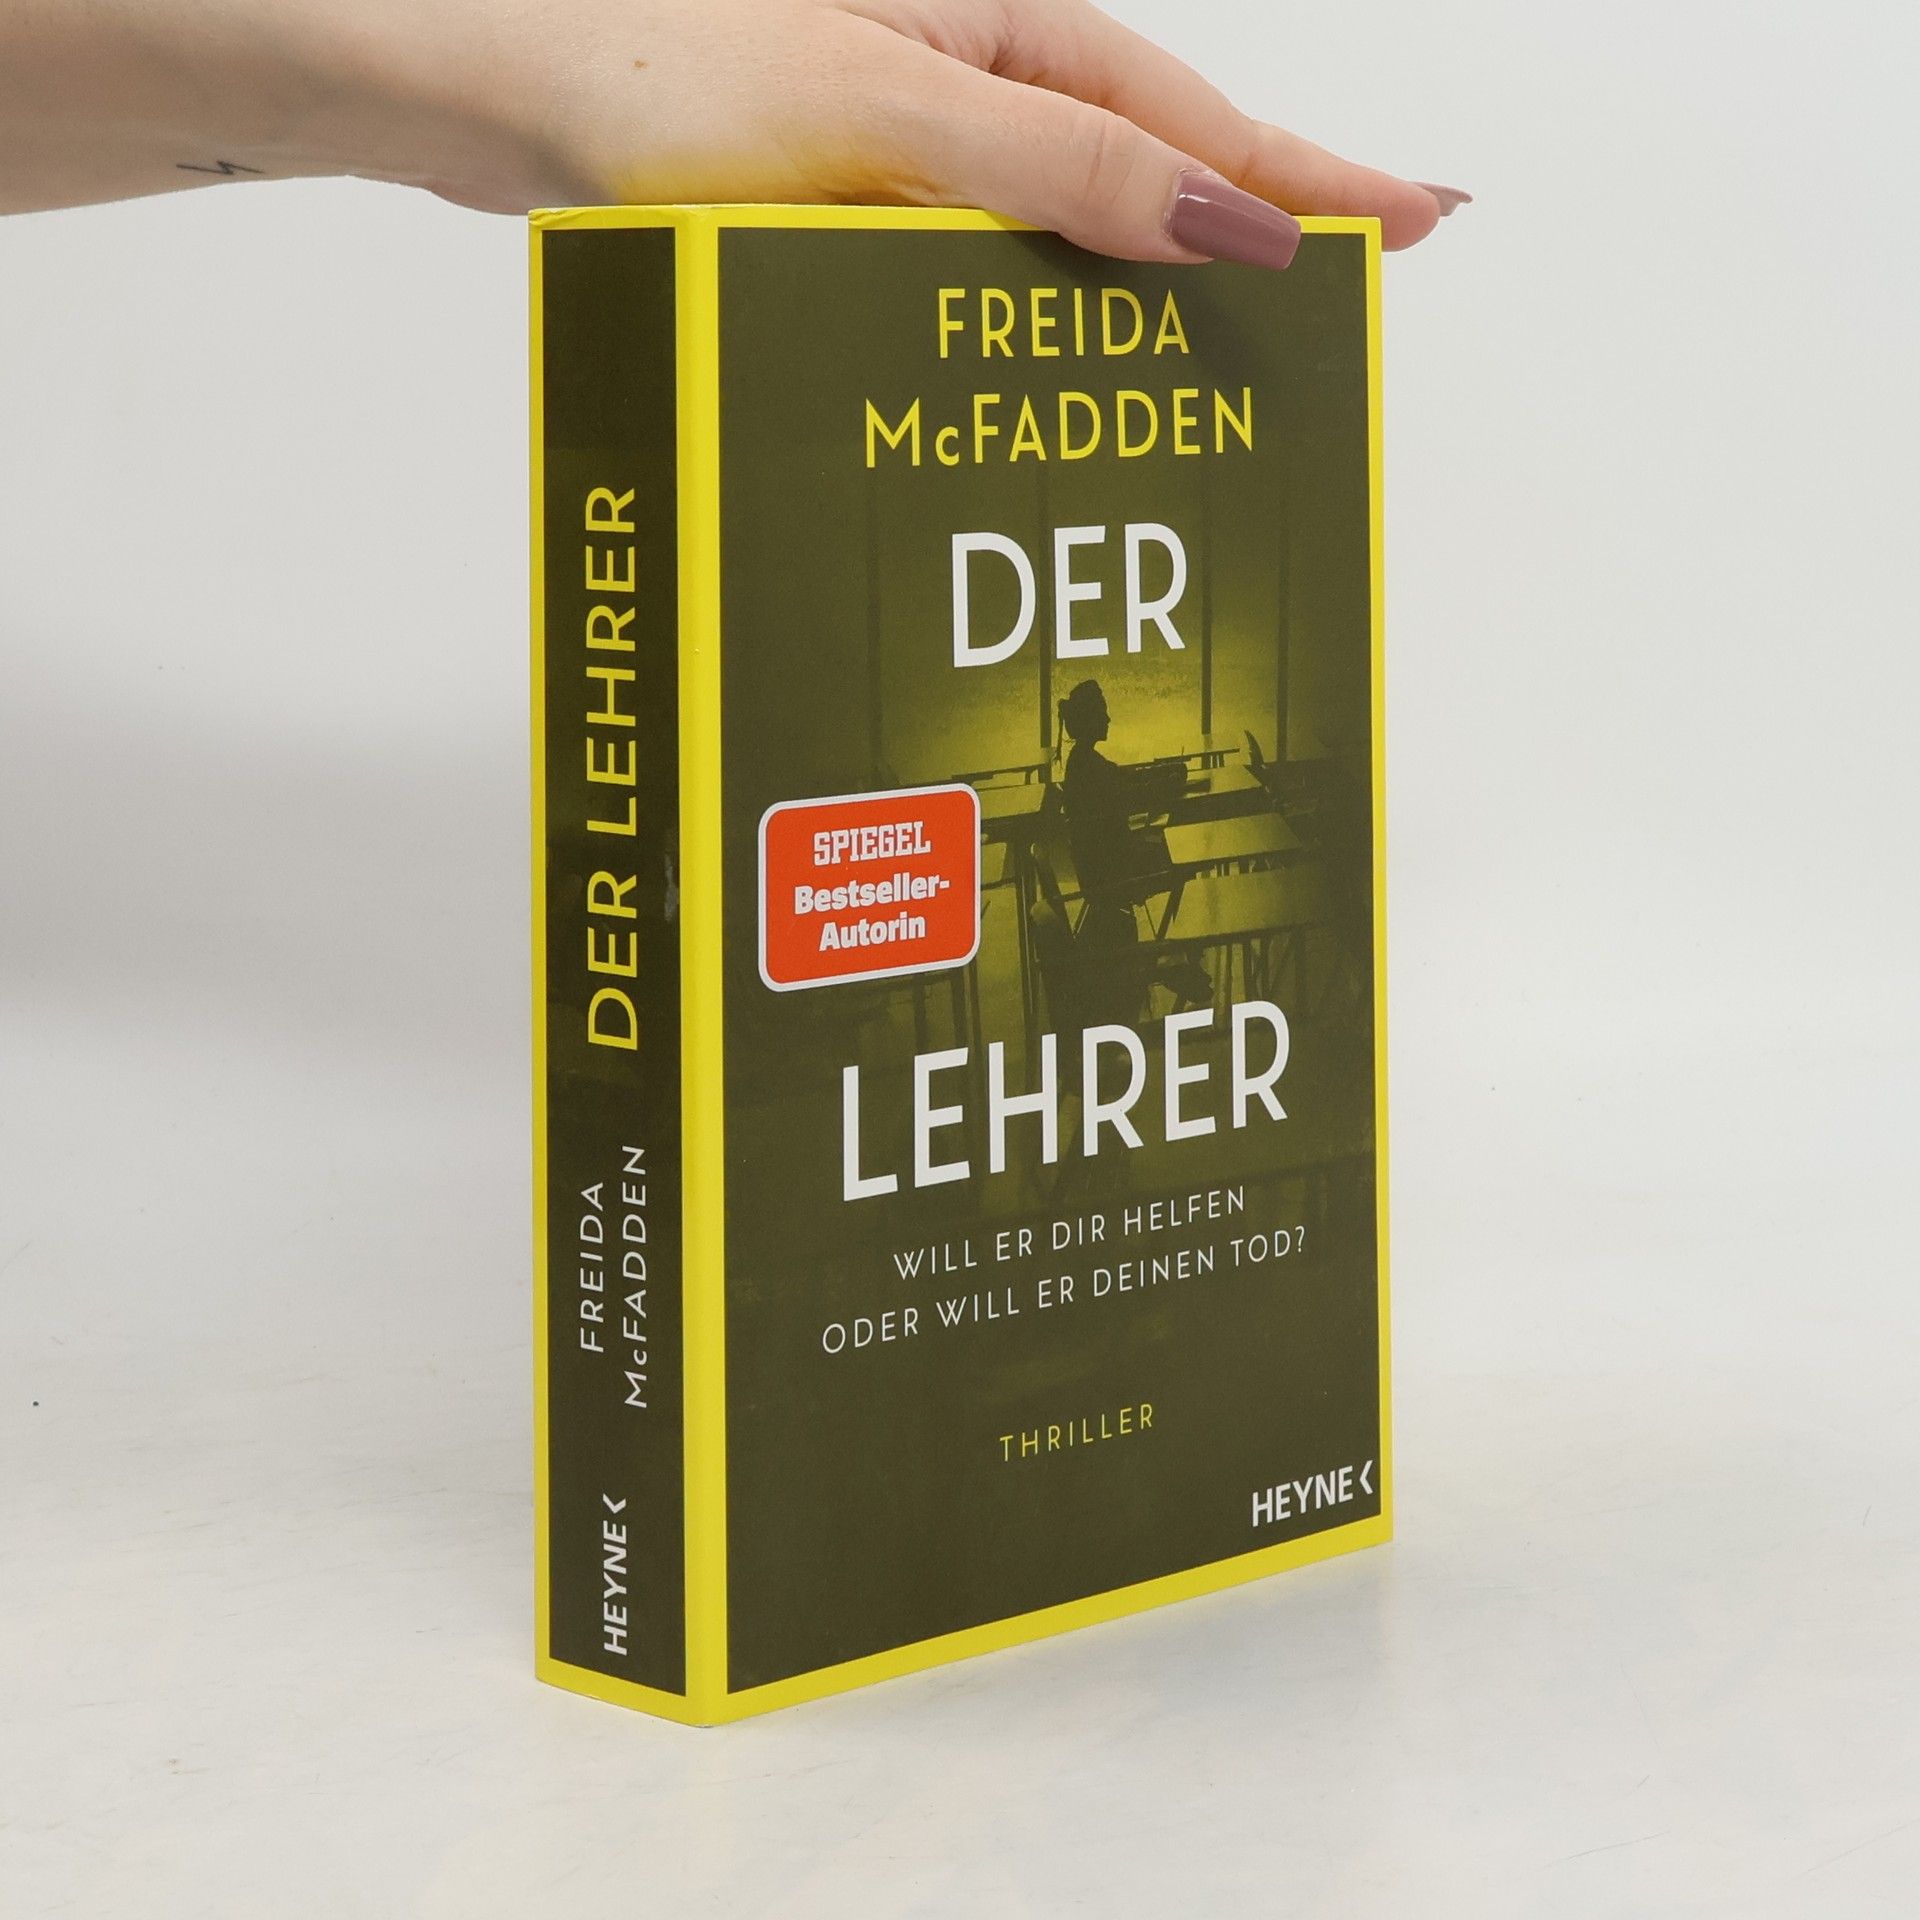 DER LEHRER
FREIDA
McFADDEN
HEYNE
FREIDA
McFADDEN
DER
SPIEGEL
Bestseller-
Autorin
LEHRER
WILL ER DIR HELFEN
ODER WILL ER DEINEN TOD?
THRILLER
HEYNE